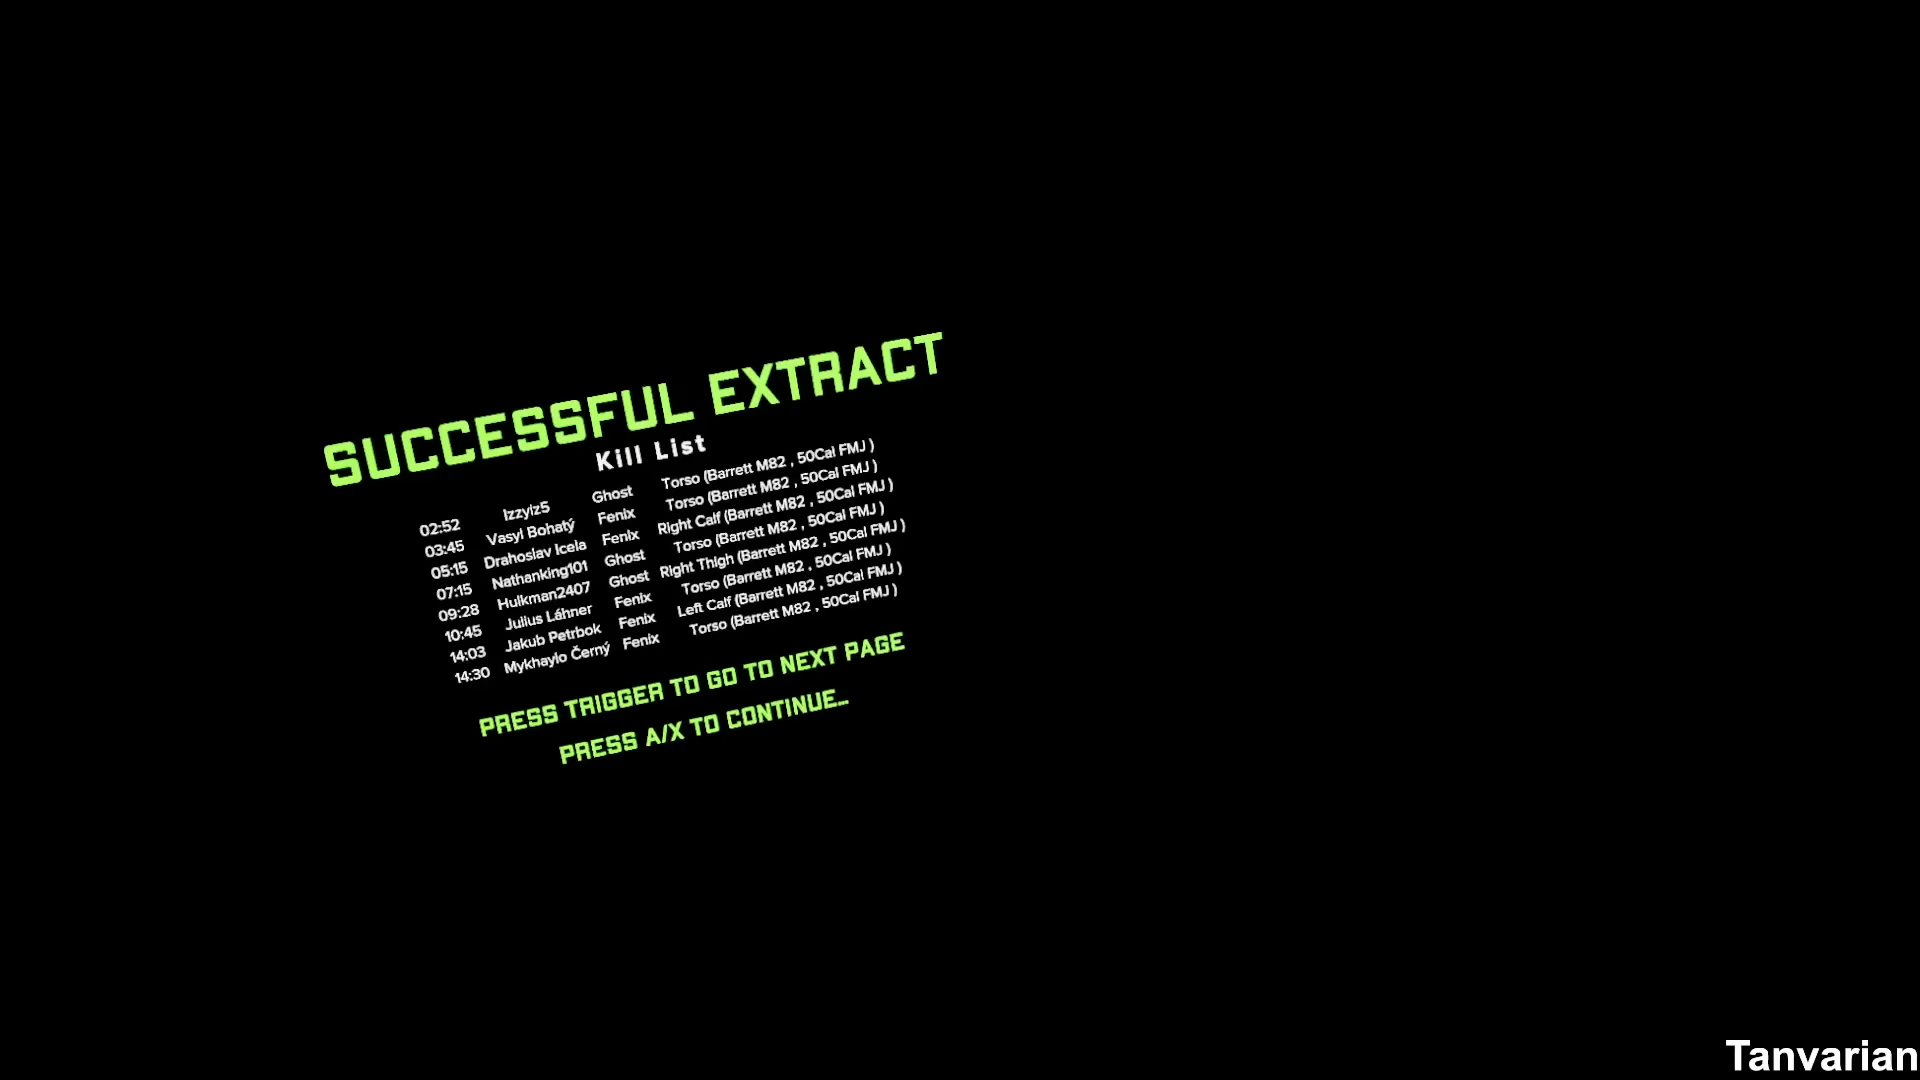 SUCCESSFUL EXTRACT
Kill List
02:52 Izzyiz5 Ghost Torso (Barrett M82 , 50Cal FMJ )
03:45 Vasyl Bohatý Fenix Torso (Barrett M82 , 50Cal FMJ )
05:15 Drahoslav Icela Fenix Right Calf (Barrett M82 , 50Cal FMJ )
07:15 Nathanking101 Ghost Torso (Barrett M82 , 50Cal FMJ )
09:28 Hulkman2407 Ghost Right Thigh (Barrett M82 , 50Cal FMJ )
10:45 Julius Láhner Fenix Torso (Barrett M82 , 50Cal FMJ )
14:03 Jakub Petrbok Fenix Left Calf (Barrett M82 , 50Cal FMJ )
14:30 Mykhaylo Černý Fenix Torso (Barrett M82 , 50Cal FMJ )
PRESS TRIGGER TO GO TO NEXT PAGE
PRESS A/X TO CONTINUE...
Tanvarian